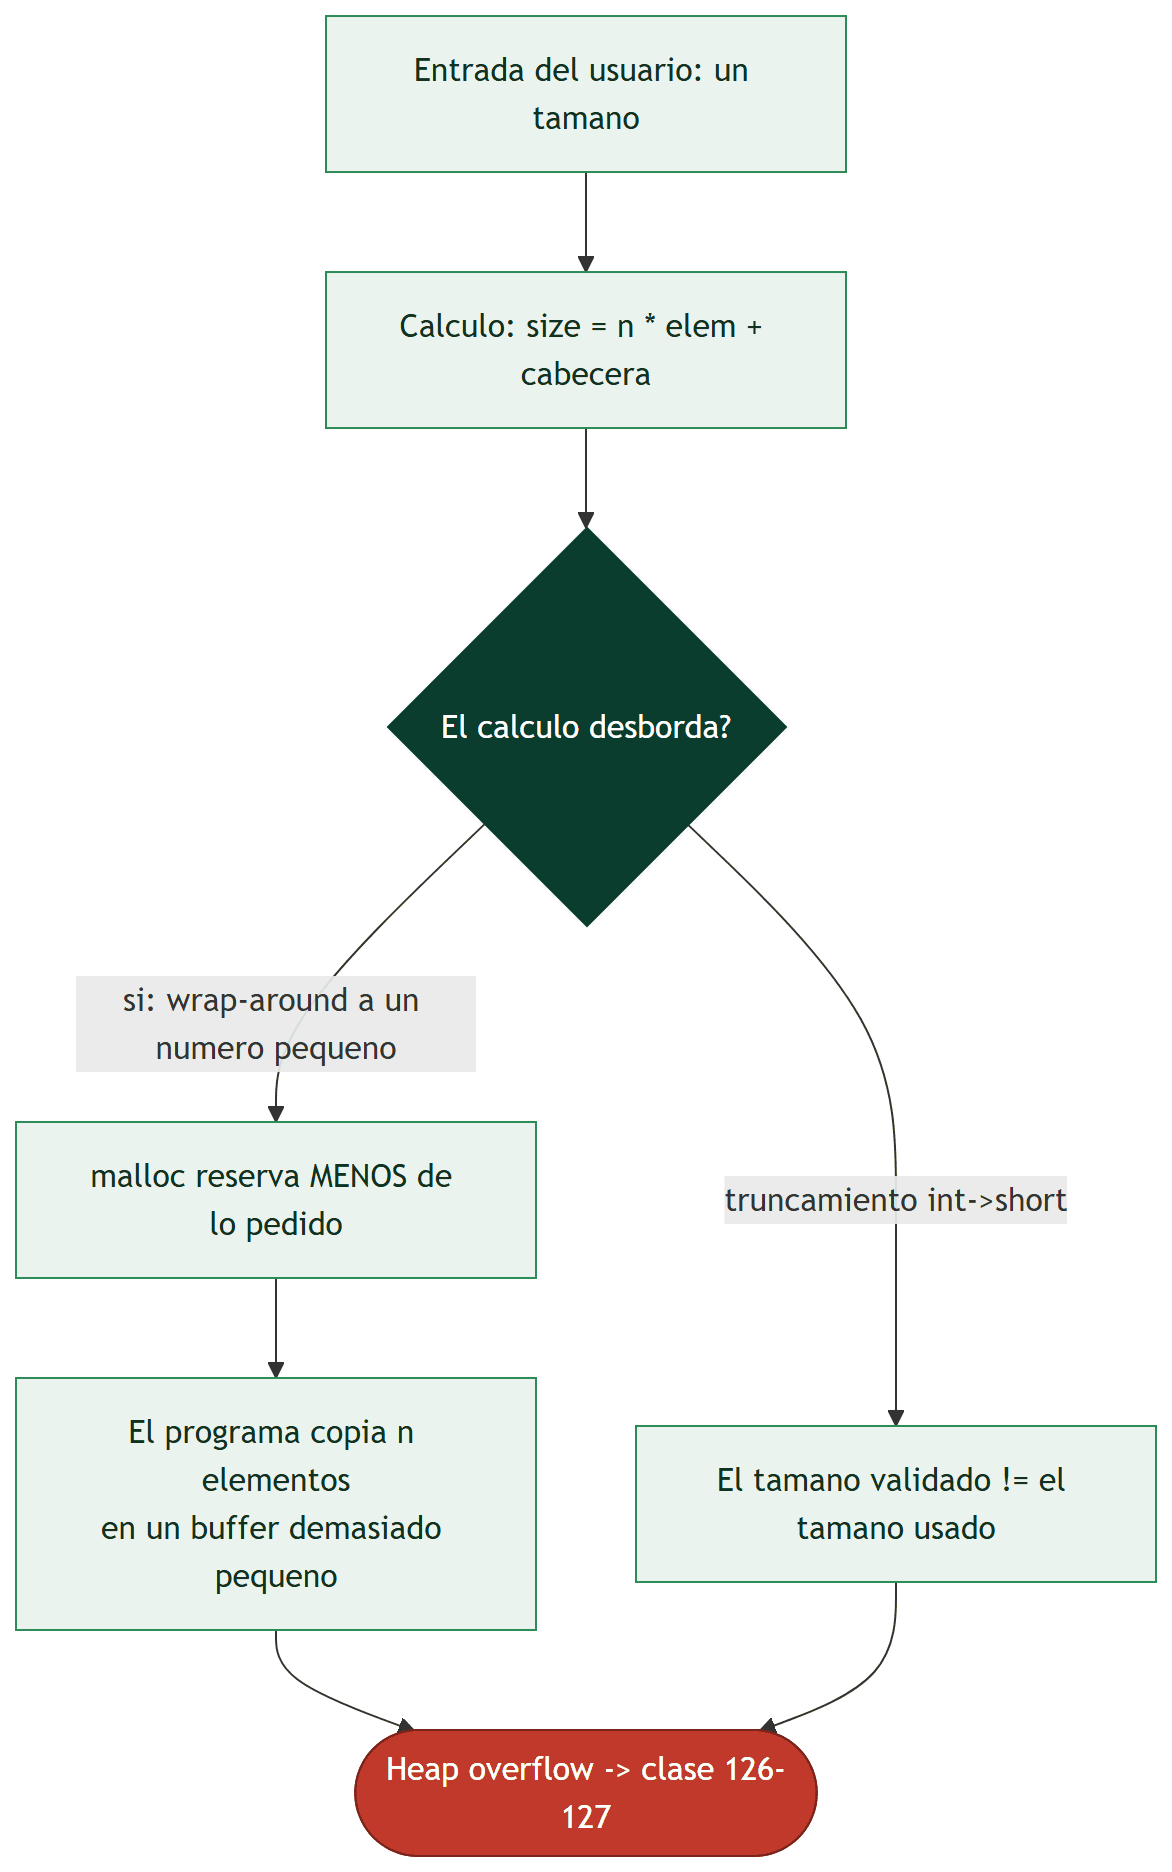 Entrada del usuario: un
tamano
Calculo: size = n * elem +
cabecera
El calculo desborda?
si: wrap-around a un
numero pequeno
malloc reserva MENOS de
lo pedido
truncamiento int->short
El programa copia n
elementos
en un buffer demasiado
pequeno
El tamano validado != el
tamano usado
Heap overflow -> clase 126-
127